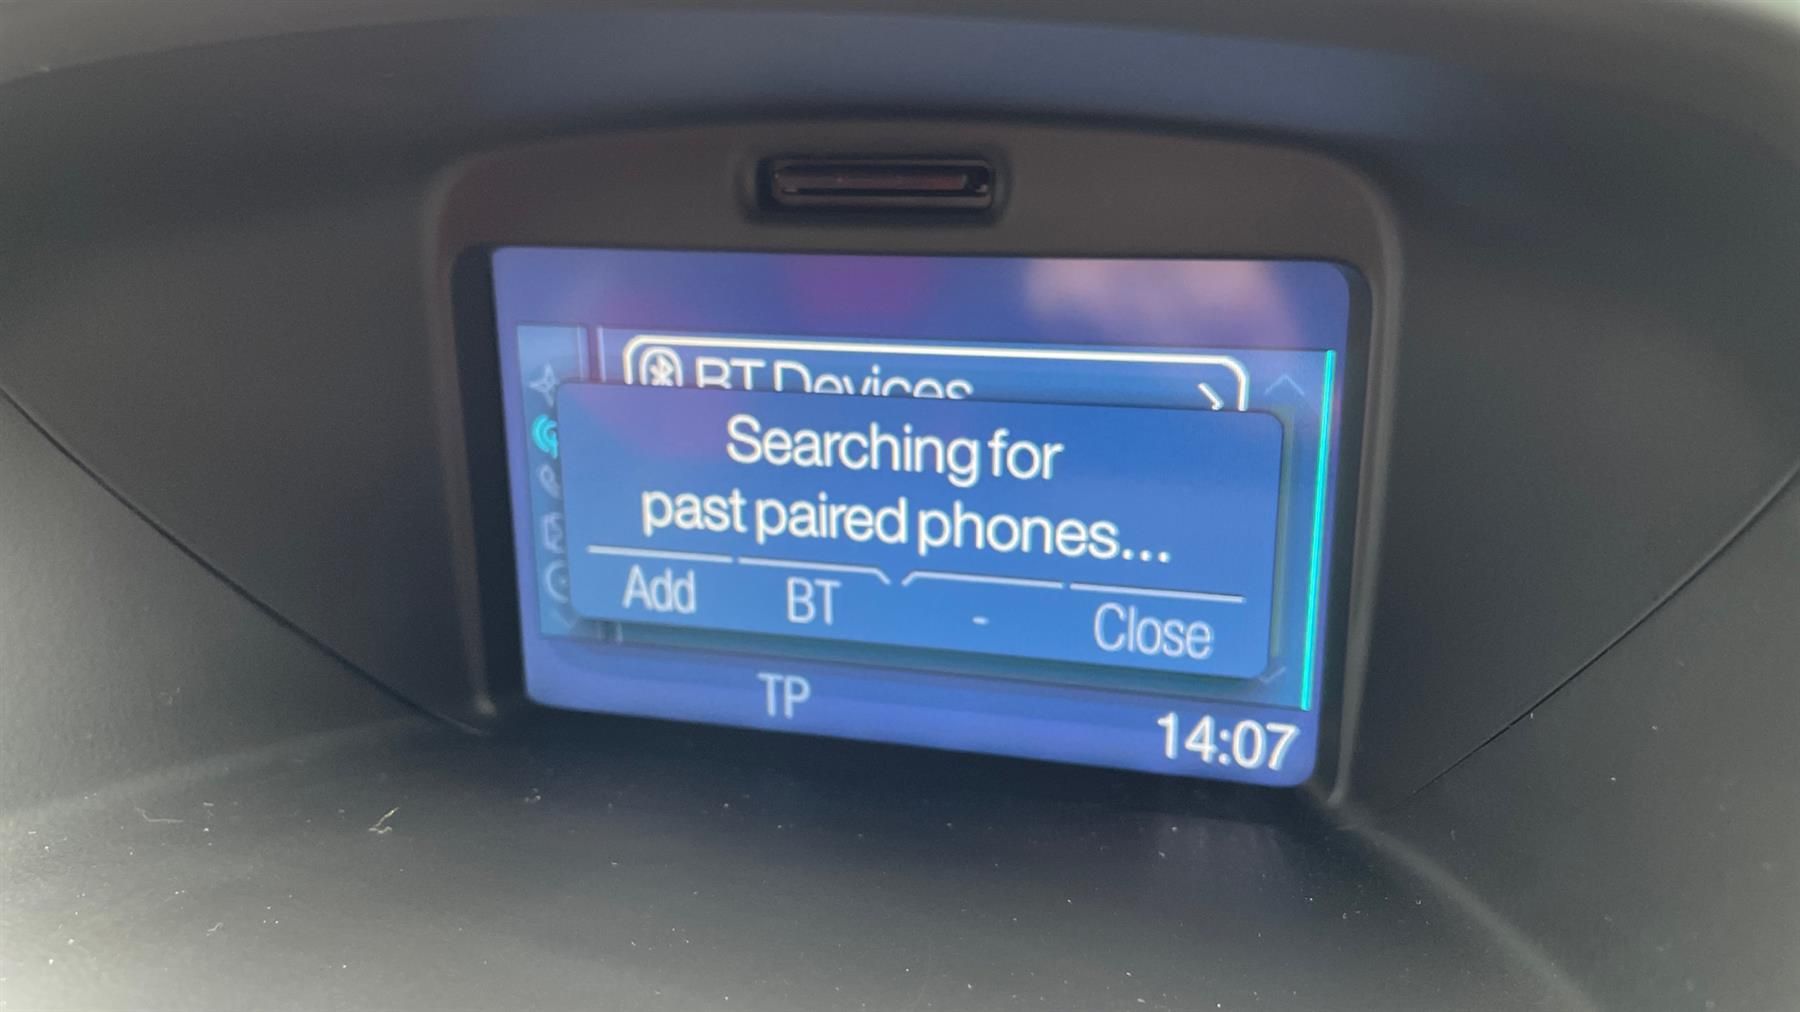 BT Devices
Searching for
past paired phones...
Add BT - Close
TP
14:07